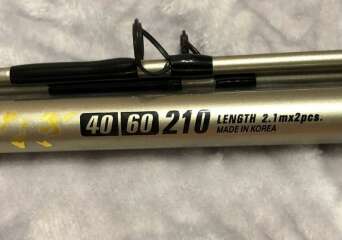 40 60 210 LENGTH 2.1mx2pcs.
MADE IN KOREA